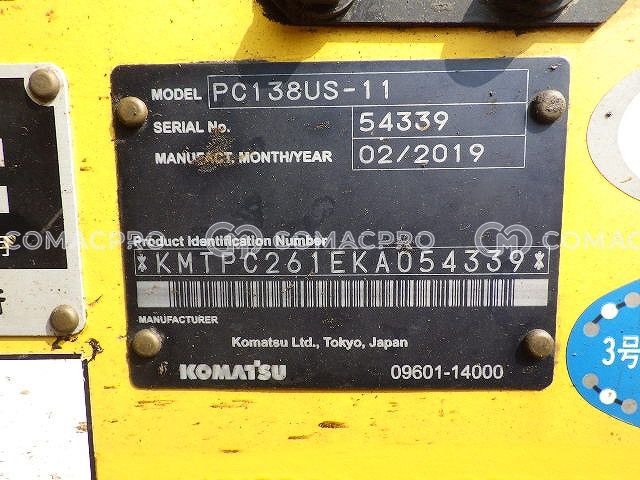 MODEL PC138US-11
SERIAL No. 54339
MANUFACT. MONTH/YEAR 02/2019
COMACPRO COMACPRO COMACPRO
Product Identification Number
*KMTPC261EKA054339*
MANUFACTURER
Komatsu Ltd., Tokyo, Japan
KOMATSU 09601-14000
3号